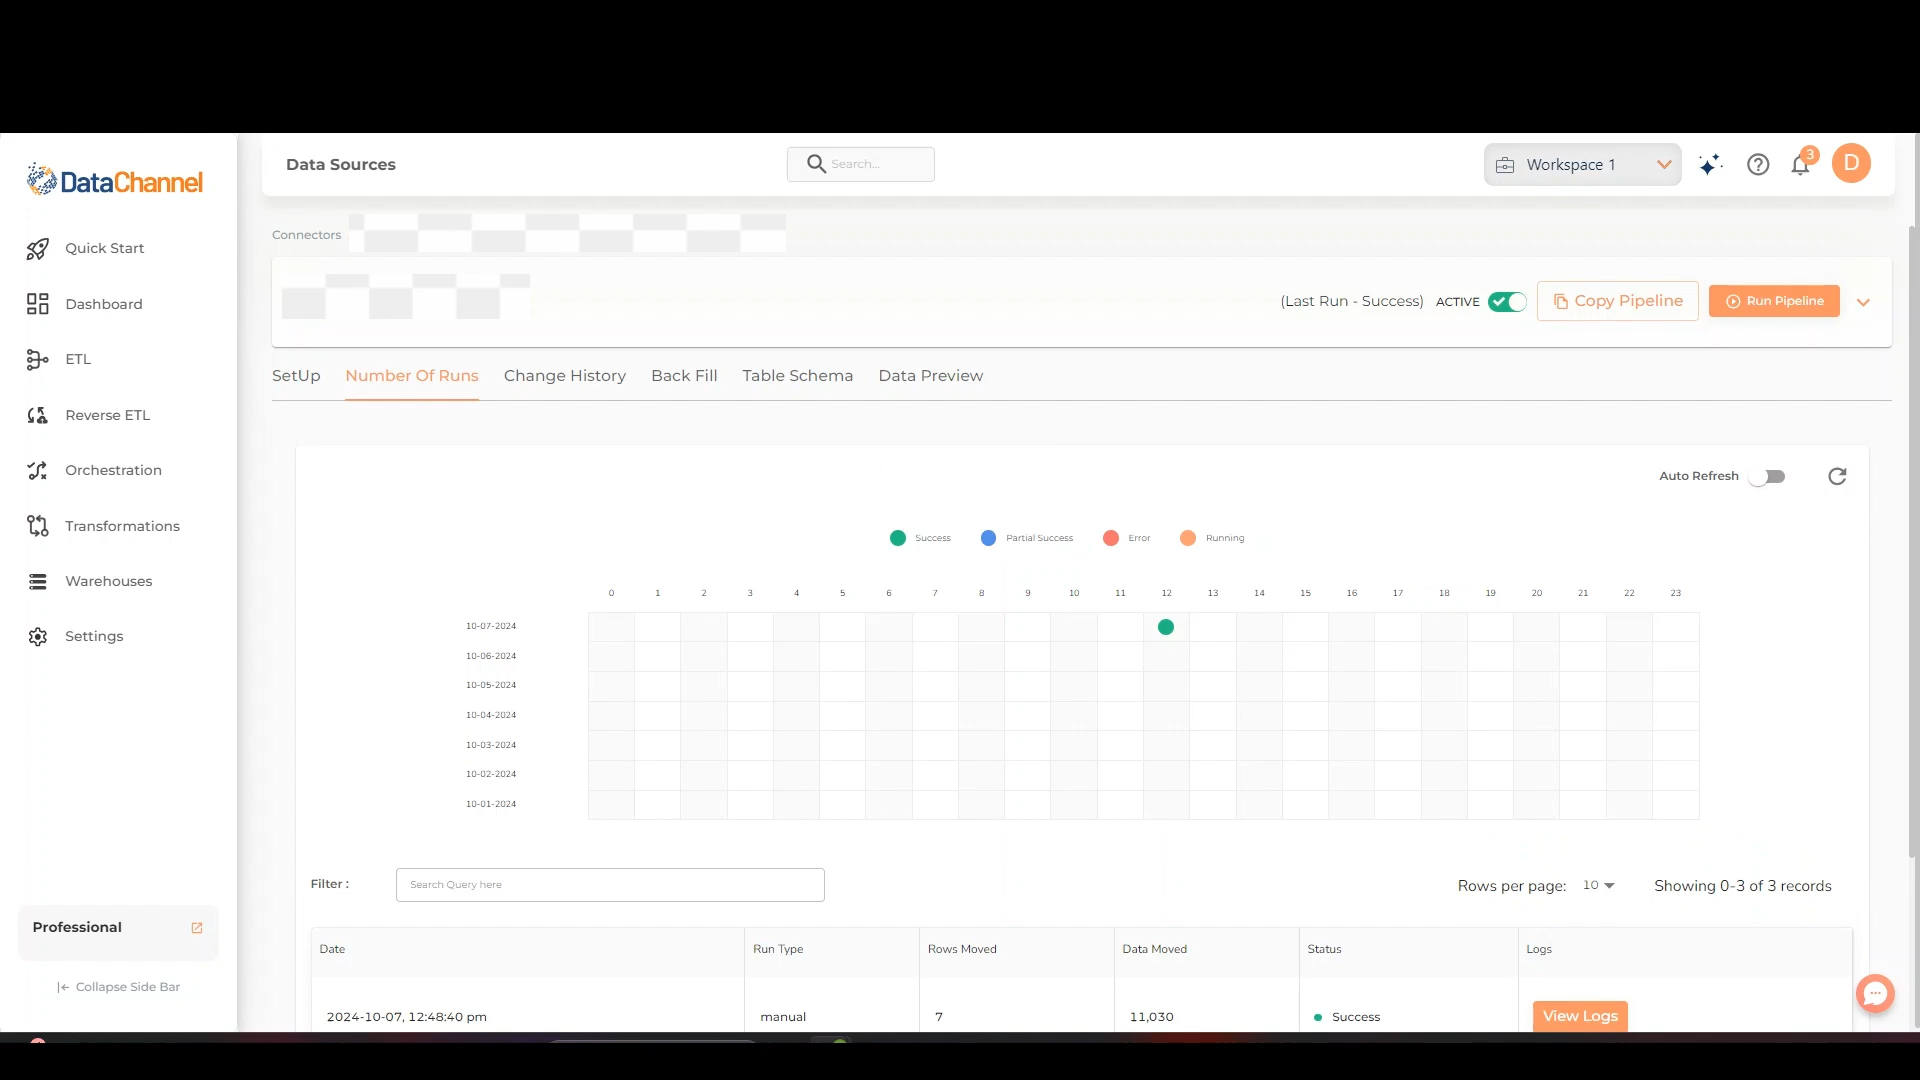 DataChannel
Data Sources
Search...
Workspace 1
3
D
Quick Start
Dashboard
ETL
Reverse ETL
Orchestration
Transformations
Warehouses
Settings
Professional
Collapse Side Bar
Connectors
(Last Run - Success) ACTIVE Copy Pipeline Run Pipeline
SetUp Number Of Runs Change History Back Fill Table Schema Data Preview
Auto Refresh
Success Partial Success Error Running
0 1 2 3 4 5 6 7 8 9 10 11 12 13 14 15 16 17 18 19 20 21 22 23
10-07-2024
10-06-2024
10-05-2024
10-04-2024
10-03-2024
10-02-2024
10-01-2024
Filter : Search Query here Rows per page: 10 Showing 0-3 of 3 records
Date Run Type Rows Moved Data Moved Status Logs
2024-10-07, 12:48:40 pm manual 7 11,030 Success View Logs